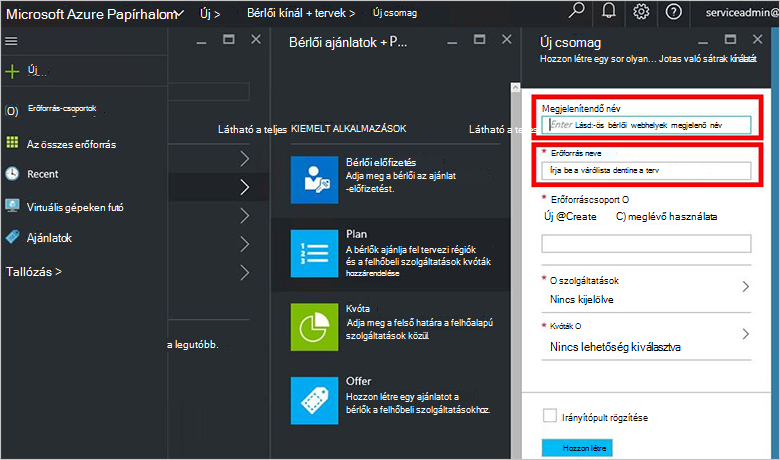 Microsoft Azure Papírhalom
Új >
Bérlői kínál + tervek >
Új csomag
serviceadmin@
Új...
Erőforrás-csoportok
Az összes erőforrás
Recent
Virtuális gépeken futó
Ajánlatok
Tallózás >
Látható a teljes
a legutóbb.
Bérlői ajánlatok + P...
KIEMELT ALKALMAZÁSOK
Látható a teljes
Bérlői előfizetés
Adja meg a bérlő az ajánlat
-előfizetést.
Plan
A bérlők ajánlja fel tervezi régiók
és a felhőbeli szolgáltatások kvóták
hozzárendelése
Kvóta
Adja meg a felső határa a felhőalapú
szolgáltatások közül.
Offer
Hozzon létre egy ajánlatot a
bérlők a felhőbeli szolgáltatásokhoz.
Új csomag
Hozzon létre egy sor olyan... Jotas való sátrak kínálatát
Megjelenítendő név
Enter Lásd:-ös bérlői webhelyek megjelenő név
* Erőforrás neve
Írja be a várólista dentine a terv
* Erőforráscsoport O
Új @Create C) meglévő használata
* O szolgáltatások
Nincs kijelölve
* Kvóták O
Nincs lehetőség kiválasztva
Irányítópult rögzítése
Hozzon létre